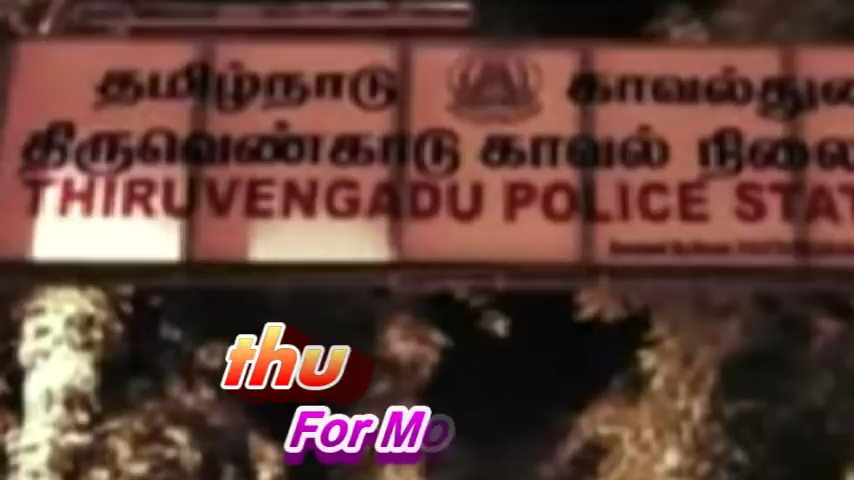 தமிழ்நாடு காவல்து
திருவெண்காடு காவல் நிலை
THIRUVENGADU POLICE STAT
thu
For Mo